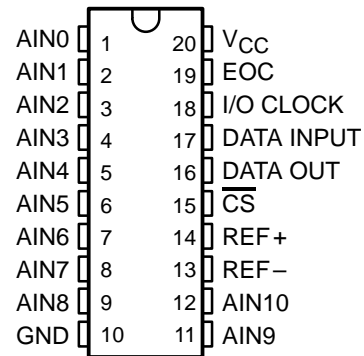 AIN0 1 20 VCC
AIN1 2 19 EOC
AIN2 3 18 I/O CLOCK
AIN3 4 17 DATA INPUT
AIN4 5 16 DATA OUT
AIN5 6 15 C̅S̅
AIN6 7 14 REF+
AIN7 8 13 REF–
AIN8 9 12 AIN10
GND 10 11 AIN9